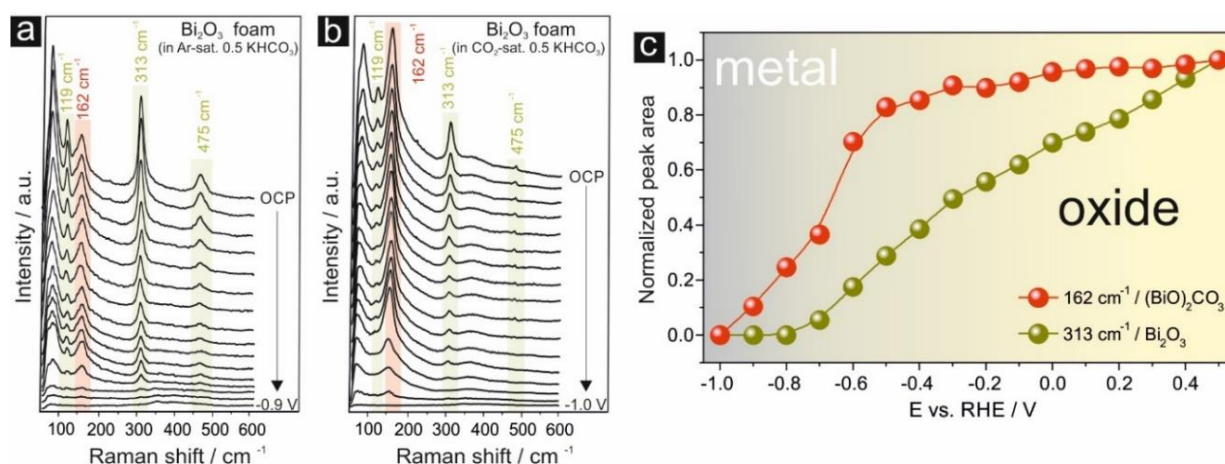 a
Bi₂O₃ foam
(in Ar-sat. 0.5 KHCO₃)
119 cm⁻¹
162 cm⁻¹
313 cm⁻¹
475 cm⁻¹
OCP
-0.9 V
Intensity / a.u.
100 200 300 400 500 600
Raman shift / cm⁻¹
b
Bi₂O₃ foam
(in CO₂-sat. 0.5 KHCO₃)
119 cm⁻¹
162 cm⁻¹
313 cm⁻¹
475 cm⁻¹
OCP
-1.0 V
Intensity / a.u.
100 200 300 400 500 600
Raman shift / cm⁻¹
c
metal
oxide
Normalized peak area
1.0
0.8
0.6
0.4
0.2
0.0
162 cm⁻¹ / (BiO)₂CO₃
313 cm⁻¹ / Bi₂O₃
-1.0 -0.8 -0.6 -0.4 -0.2 0.0 0.2 0.4
E vs. RHE / V